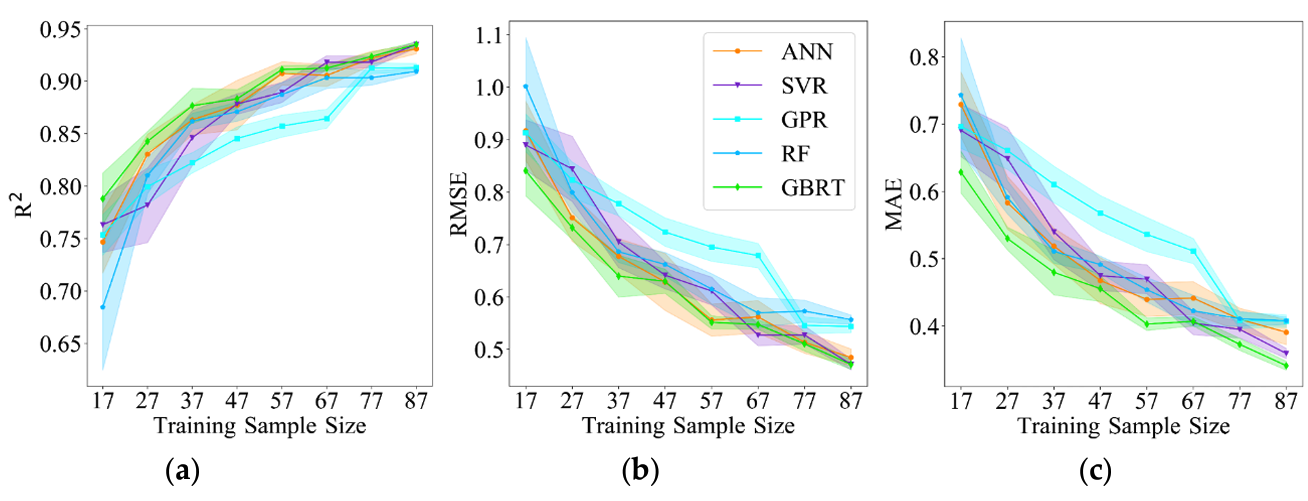 0.95
0.90
0.85
0.80
0.75
0.70
0.65
R²
17 27 37 47 57 67 77 87
Training Sample Size
(a)
1.1
1.0
0.9
0.8
0.7
0.6
0.5
RMSE
ANN
SVR
GPR
RF
GBRT
17 27 37 47 57 67 77 87
Training Sample Size
(b)
0.8
0.7
0.6
0.5
0.4
MAE
17 27 37 47 57 67 77 87
Training Sample Size
(c)